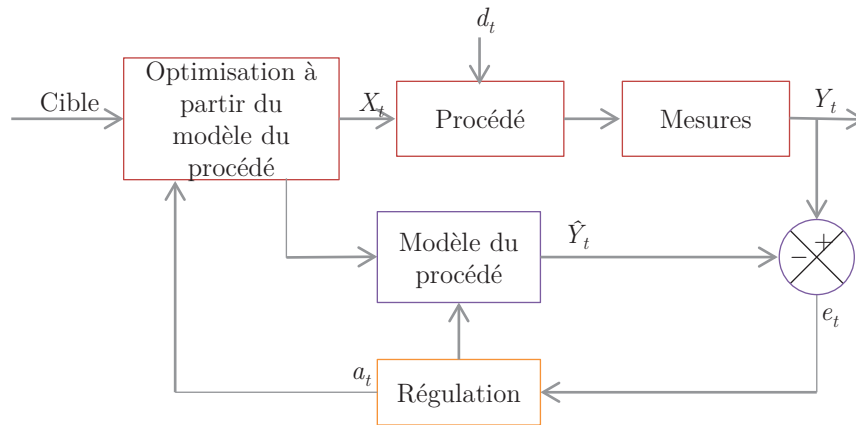 d_t
Optimisation à
partir du
modèle du
procédé
Cible
X_t
Procédé
Mesures
Y_t
Modèle du
procédé
Ŷ_t
+
−
e_t
a_t
Régulation